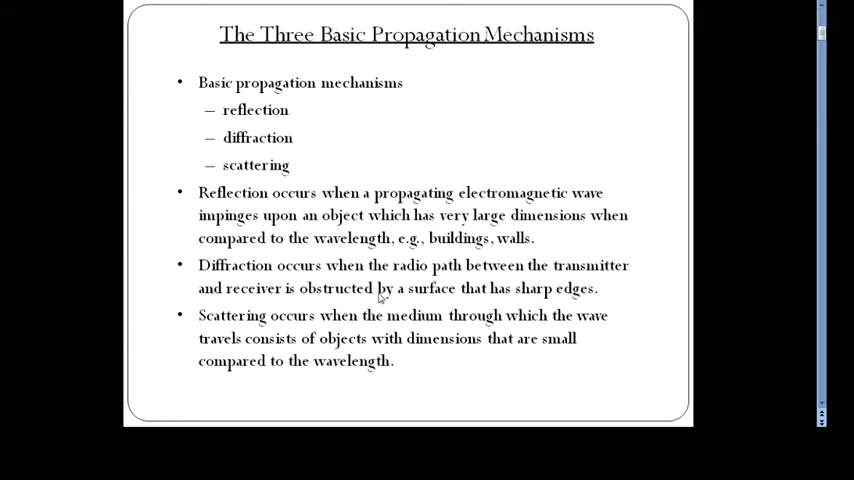 The Three Basic Propagation Mechanisms
• Basic propagation mechanisms
– reflection
– diffraction
– scattering
• Reflection occurs when a propagating electromagnetic wave
impinges upon an object which has very large dimensions when
compared to the wavelength, e.g., buildings, walls.
• Diffraction occurs when the radio path between the transmitter
and receiver is obstructed by a surface that has sharp edges.
• Scattering occurs when the medium through which the wave
travels consists of objects with dimensions that are small
compared to the wavelength.